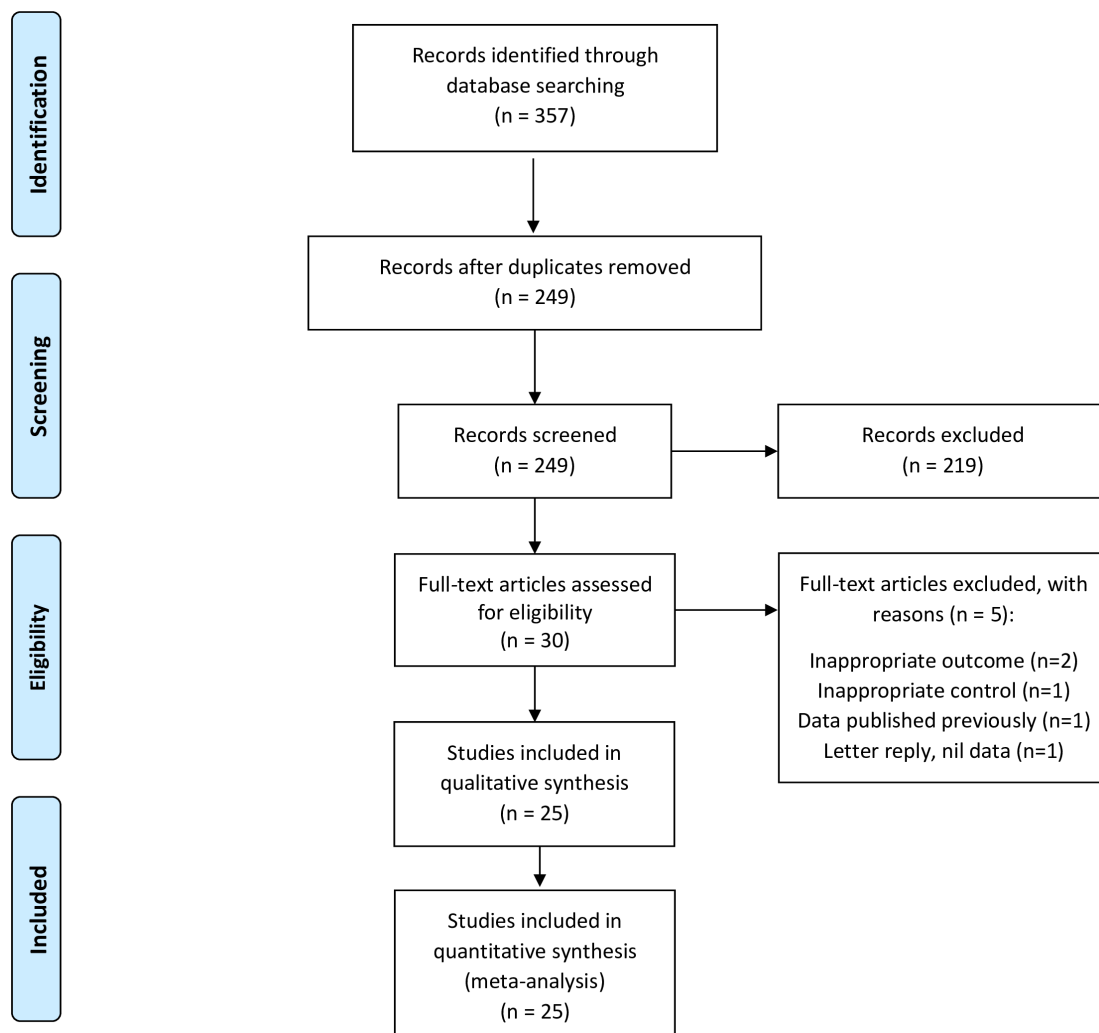 Identification
Records identified through
database searching
(n = 357)
Records after duplicates removed
(n = 249)
Screening
Records screened
(n = 249)
Records excluded
(n = 219)
Eligibility
Full-text articles assessed
for eligibility
(n = 30)
Full-text articles excluded, with
reasons (n = 5):
Inappropriate outcome (n=2)
Inappropriate control (n=1)
Data published previously (n=1)
Letter reply, nil data (n=1)
Studies included in
qualitative synthesis
(n = 25)
Included
Studies included in
quantitative synthesis
(meta-analysis)
(n = 25)